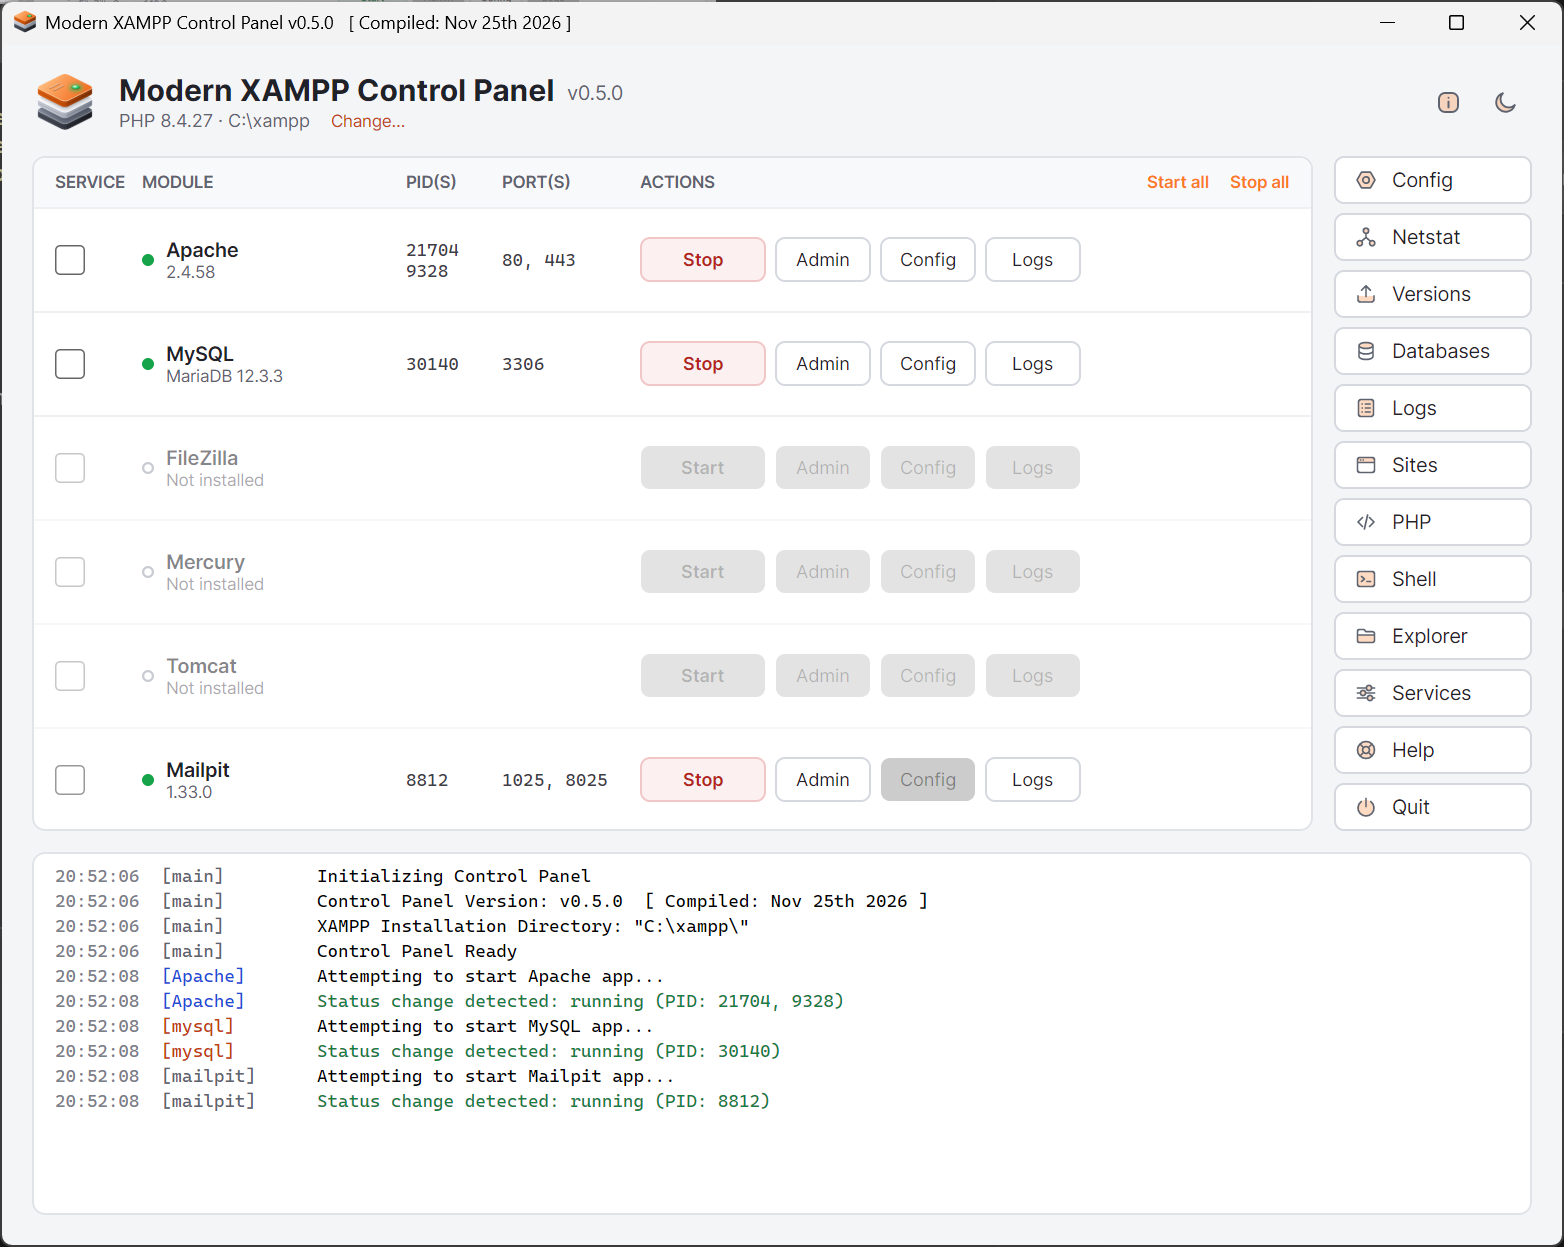 Modern XAMPP Control Panel v0.5.0 [ Compiled: Nov 25th 2026 ]
Modern XAMPP Control Panel v0.5.0
PHP 8.4.27 · C:\xampp Change...
SERVICE MODULE PID(S) PORT(S) ACTIONS Start all Stop all
Apache
2.4.58
21704
9328
80, 443
Stop Admin Config Logs
MySQL
MariaDB 12.3.3
30140 3306 Stop Admin Config Logs
FileZilla
Not installed
Start Admin Config Logs
Mercury
Not installed
Start Admin Config Logs
Tomcat
Not installed
Start Admin Config Logs
Mailpit
1.33.0
8812 1025, 8025 Stop Admin Config Logs
Config
Netstat
Versions
Databases
Logs
Sites
PHP
Shell
Explorer
Services
Help
Quit
20:52:06 [main] Initializing Control Panel
20:52:06 [main] Control Panel Version: v0.5.0 [ Compiled: Nov 25th 2026 ]
20:52:06 [main] XAMPP Installation Directory: "C:\xampp\"
20:52:06 [main] Control Panel Ready
20:52:08 [Apache] Attempting to start Apache app...
20:52:08 [Apache] Status change detected: running (PID: 21704, 9328)
20:52:08 [mysql] Attempting to start MySQL app...
20:52:08 [mysql] Status change detected: running (PID: 30140)
20:52:08 [mailpit] Attempting to start Mailpit app...
20:52:08 [mailpit] Status change detected: running (PID: 8812)